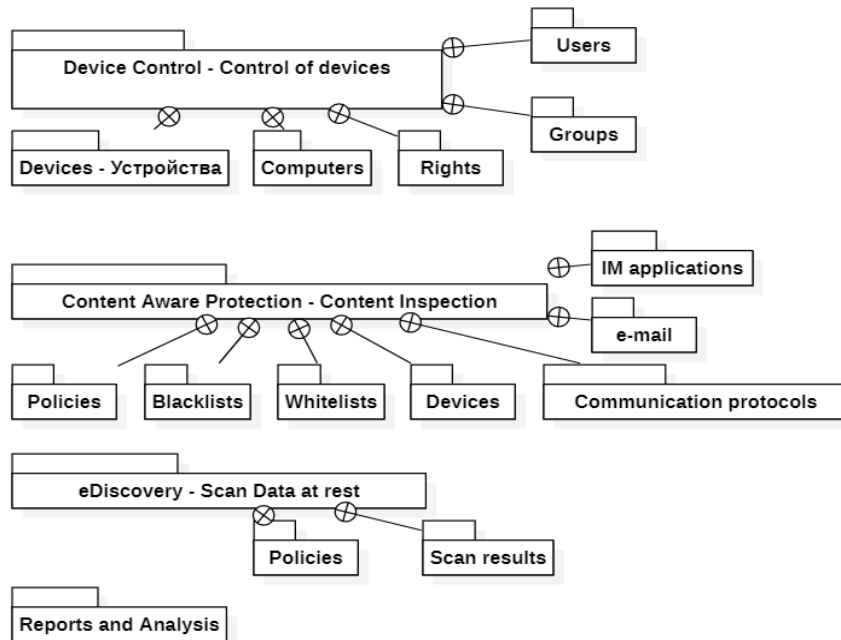 Users
Device Control - Control of devices
Groups
Devices - Устройства
Computers
Rights
IM applications
Content Aware Protection - Content Inspection
e-mail
Policies
Blacklists
Whitelists
Devices
Communication protocols
eDiscovery - Scan Data at rest
Policies
Scan results
Reports and Analysis